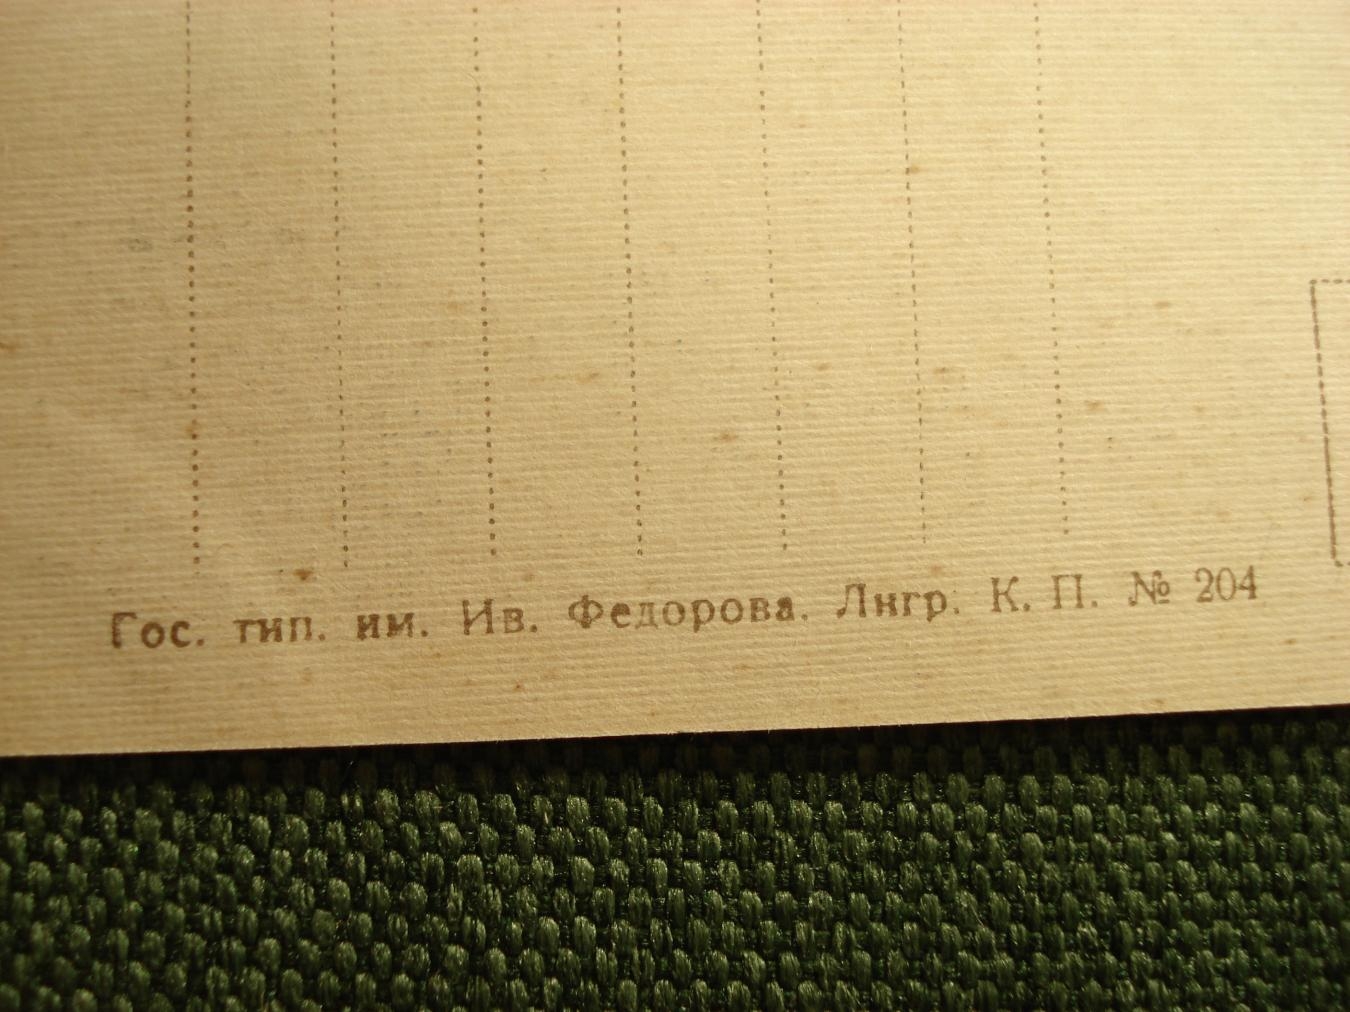 Гос. тип. им. Ив. Федорова. Лнгр. К. П. № 204